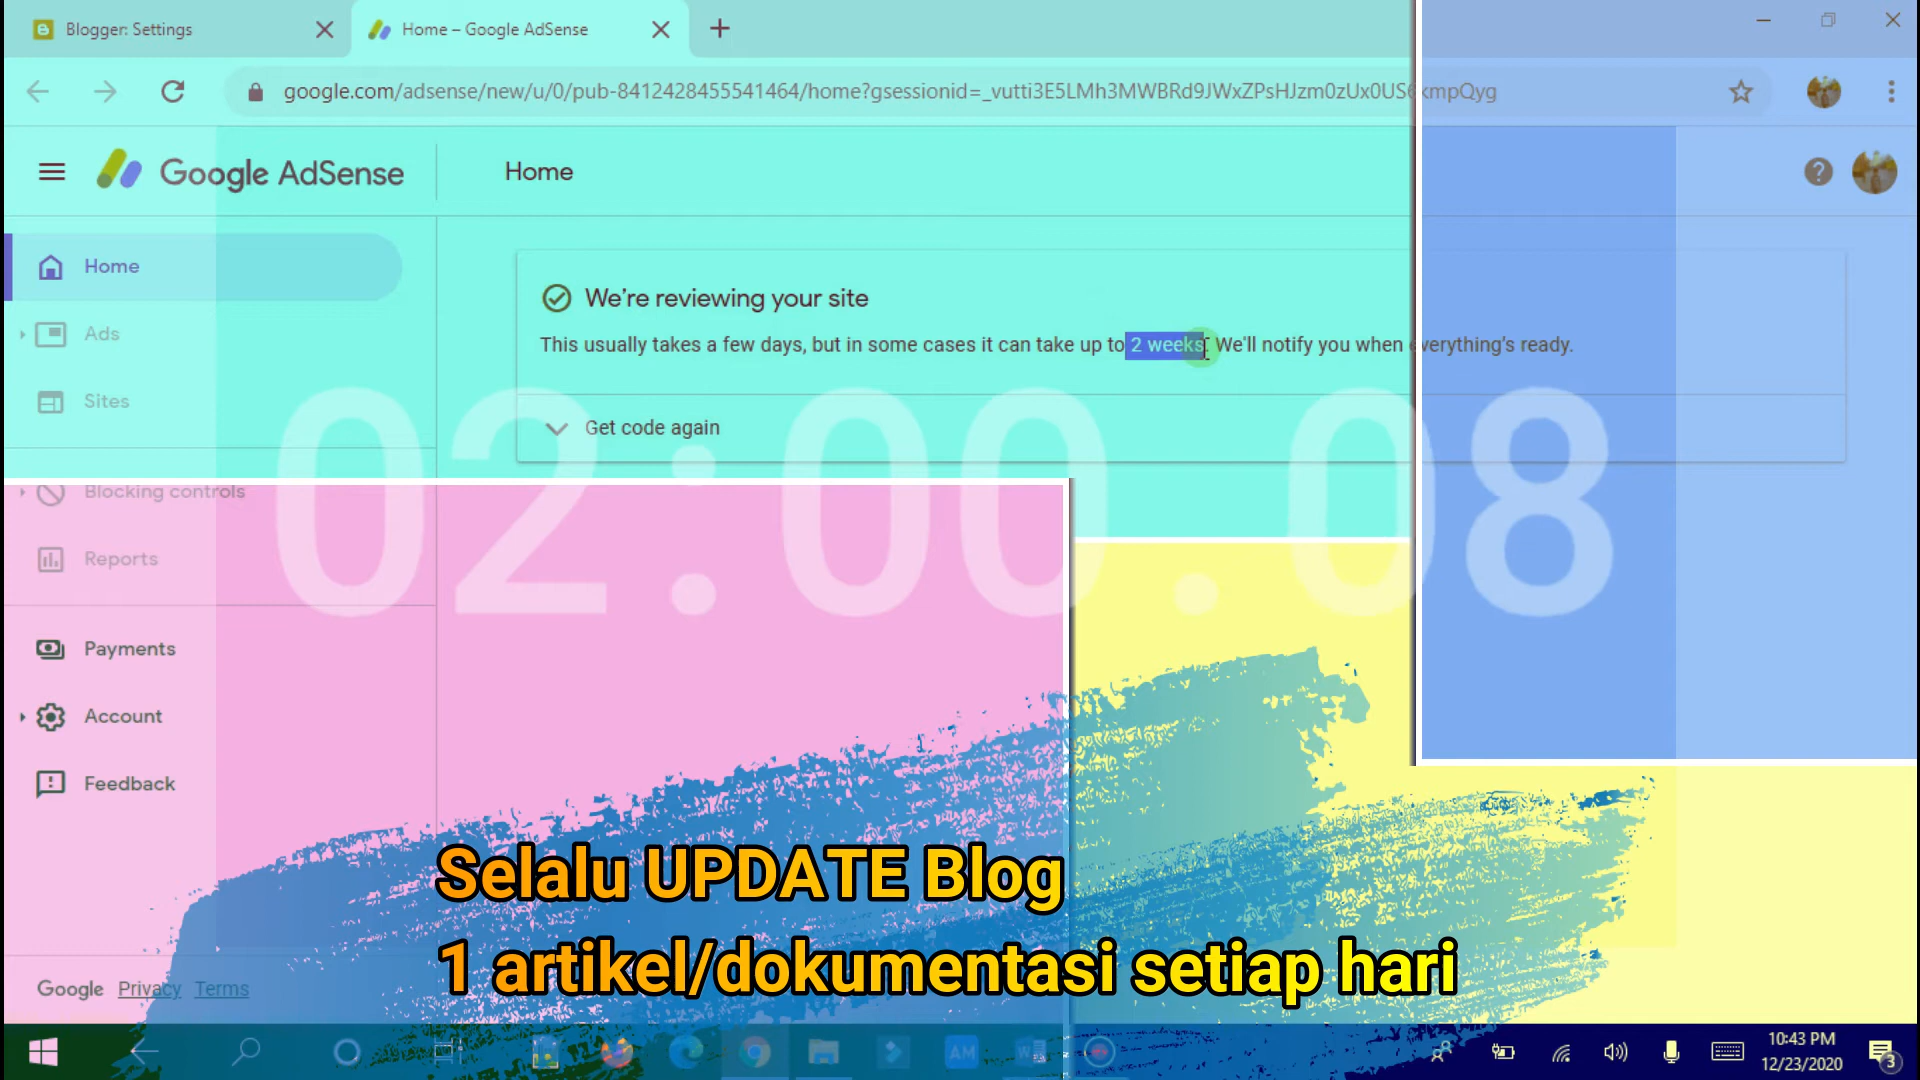 Blogger: Settings
Home – Google AdSense
google.com/adsense/new/u/0/pub-8412428455541464/home?gsessionid=_vutti3E5LMh3MWBRd9JWxZPsHJzm0zUx0US
Google AdSense
Home
Home
Ads
Sites
Blocking controls
Reports
Payments
Account
Feedback
We're reviewing your site
This usually takes a few days, but in some cases it can take up to 2 weeks. We'll notify you when everything's ready.
Get code again
02:00.08
Selalu UPDATE Blog
1 artikel/dokumentasi setiap hari
Google Privacy Terms
AM
10:43 PM
12/23/2020
3